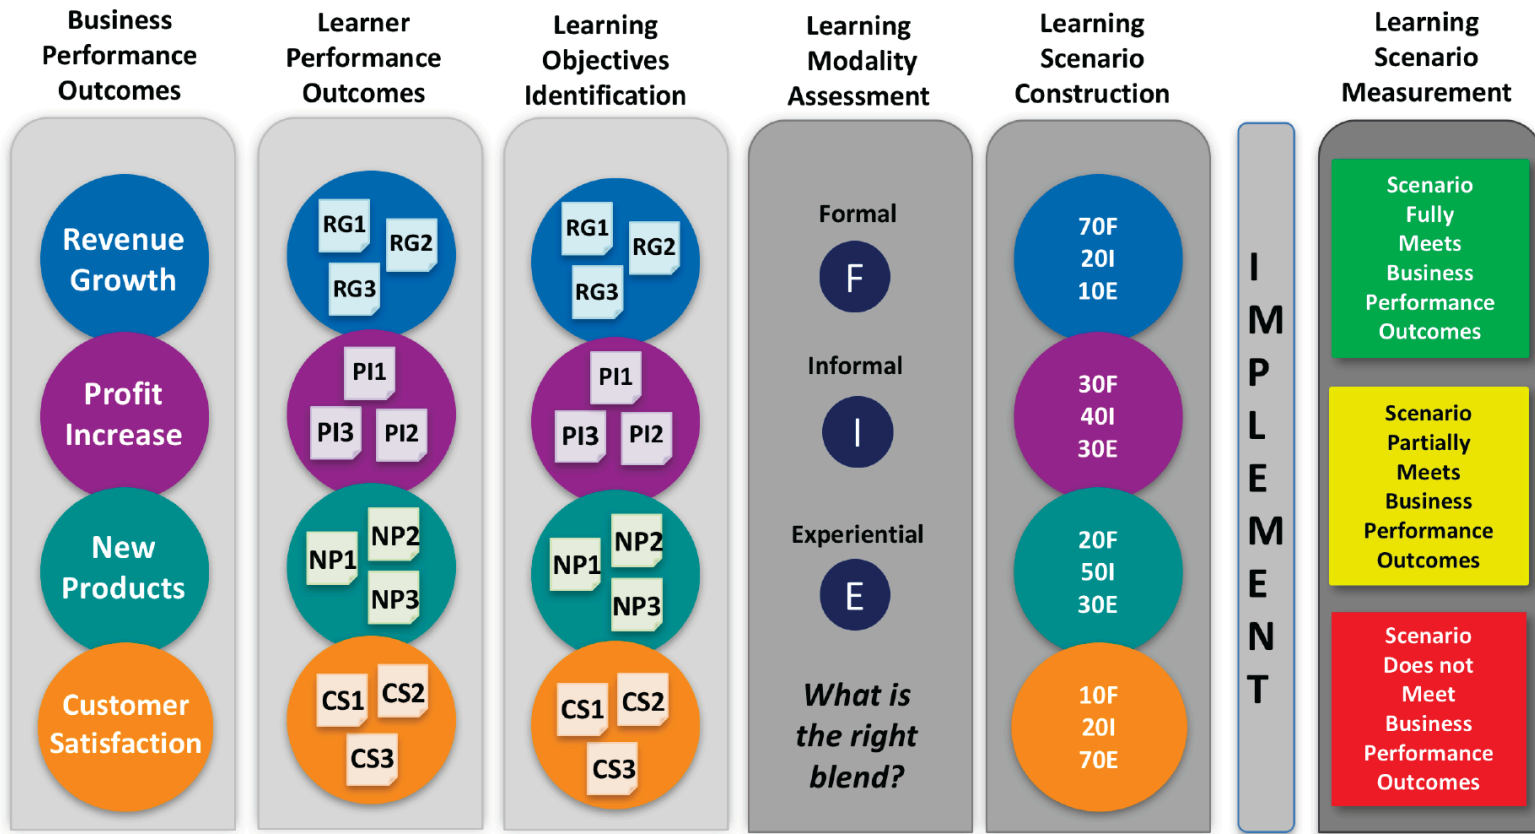 Business
Performance
Outcomes
Learner
Performance
Outcomes
Learning
Objectives
Identification
Learning
Modality
Assessment
Learning
Scenario
Construction
Learning
Scenario
Measurement
Revenue
Growth
Profit
Increase
New
Products
Customer
Satisfaction
RG1
RG2
RG3
PI1
PI3
PI2
NP2
NP1
NP3
CS1
CS2
CS3
RG1
RG2
RG3
PI1
PI3
PI2
NP2
NP1
NP3
CS1
CS2
CS3
Formal
F
Informal
I
Experiential
E
What is
the right
blend?
70F
20I
10E
30F
40I
30E
20F
50I
30E
10F
20I
70E
I
M
P
L
E
M
E
N
T
Scenario
Fully
Meets
Business
Performance
Outcomes
Scenario
Partially
Meets
Business
Performance
Outcomes
Scenario
Does not
Meet
Business
Performance
Outcomes